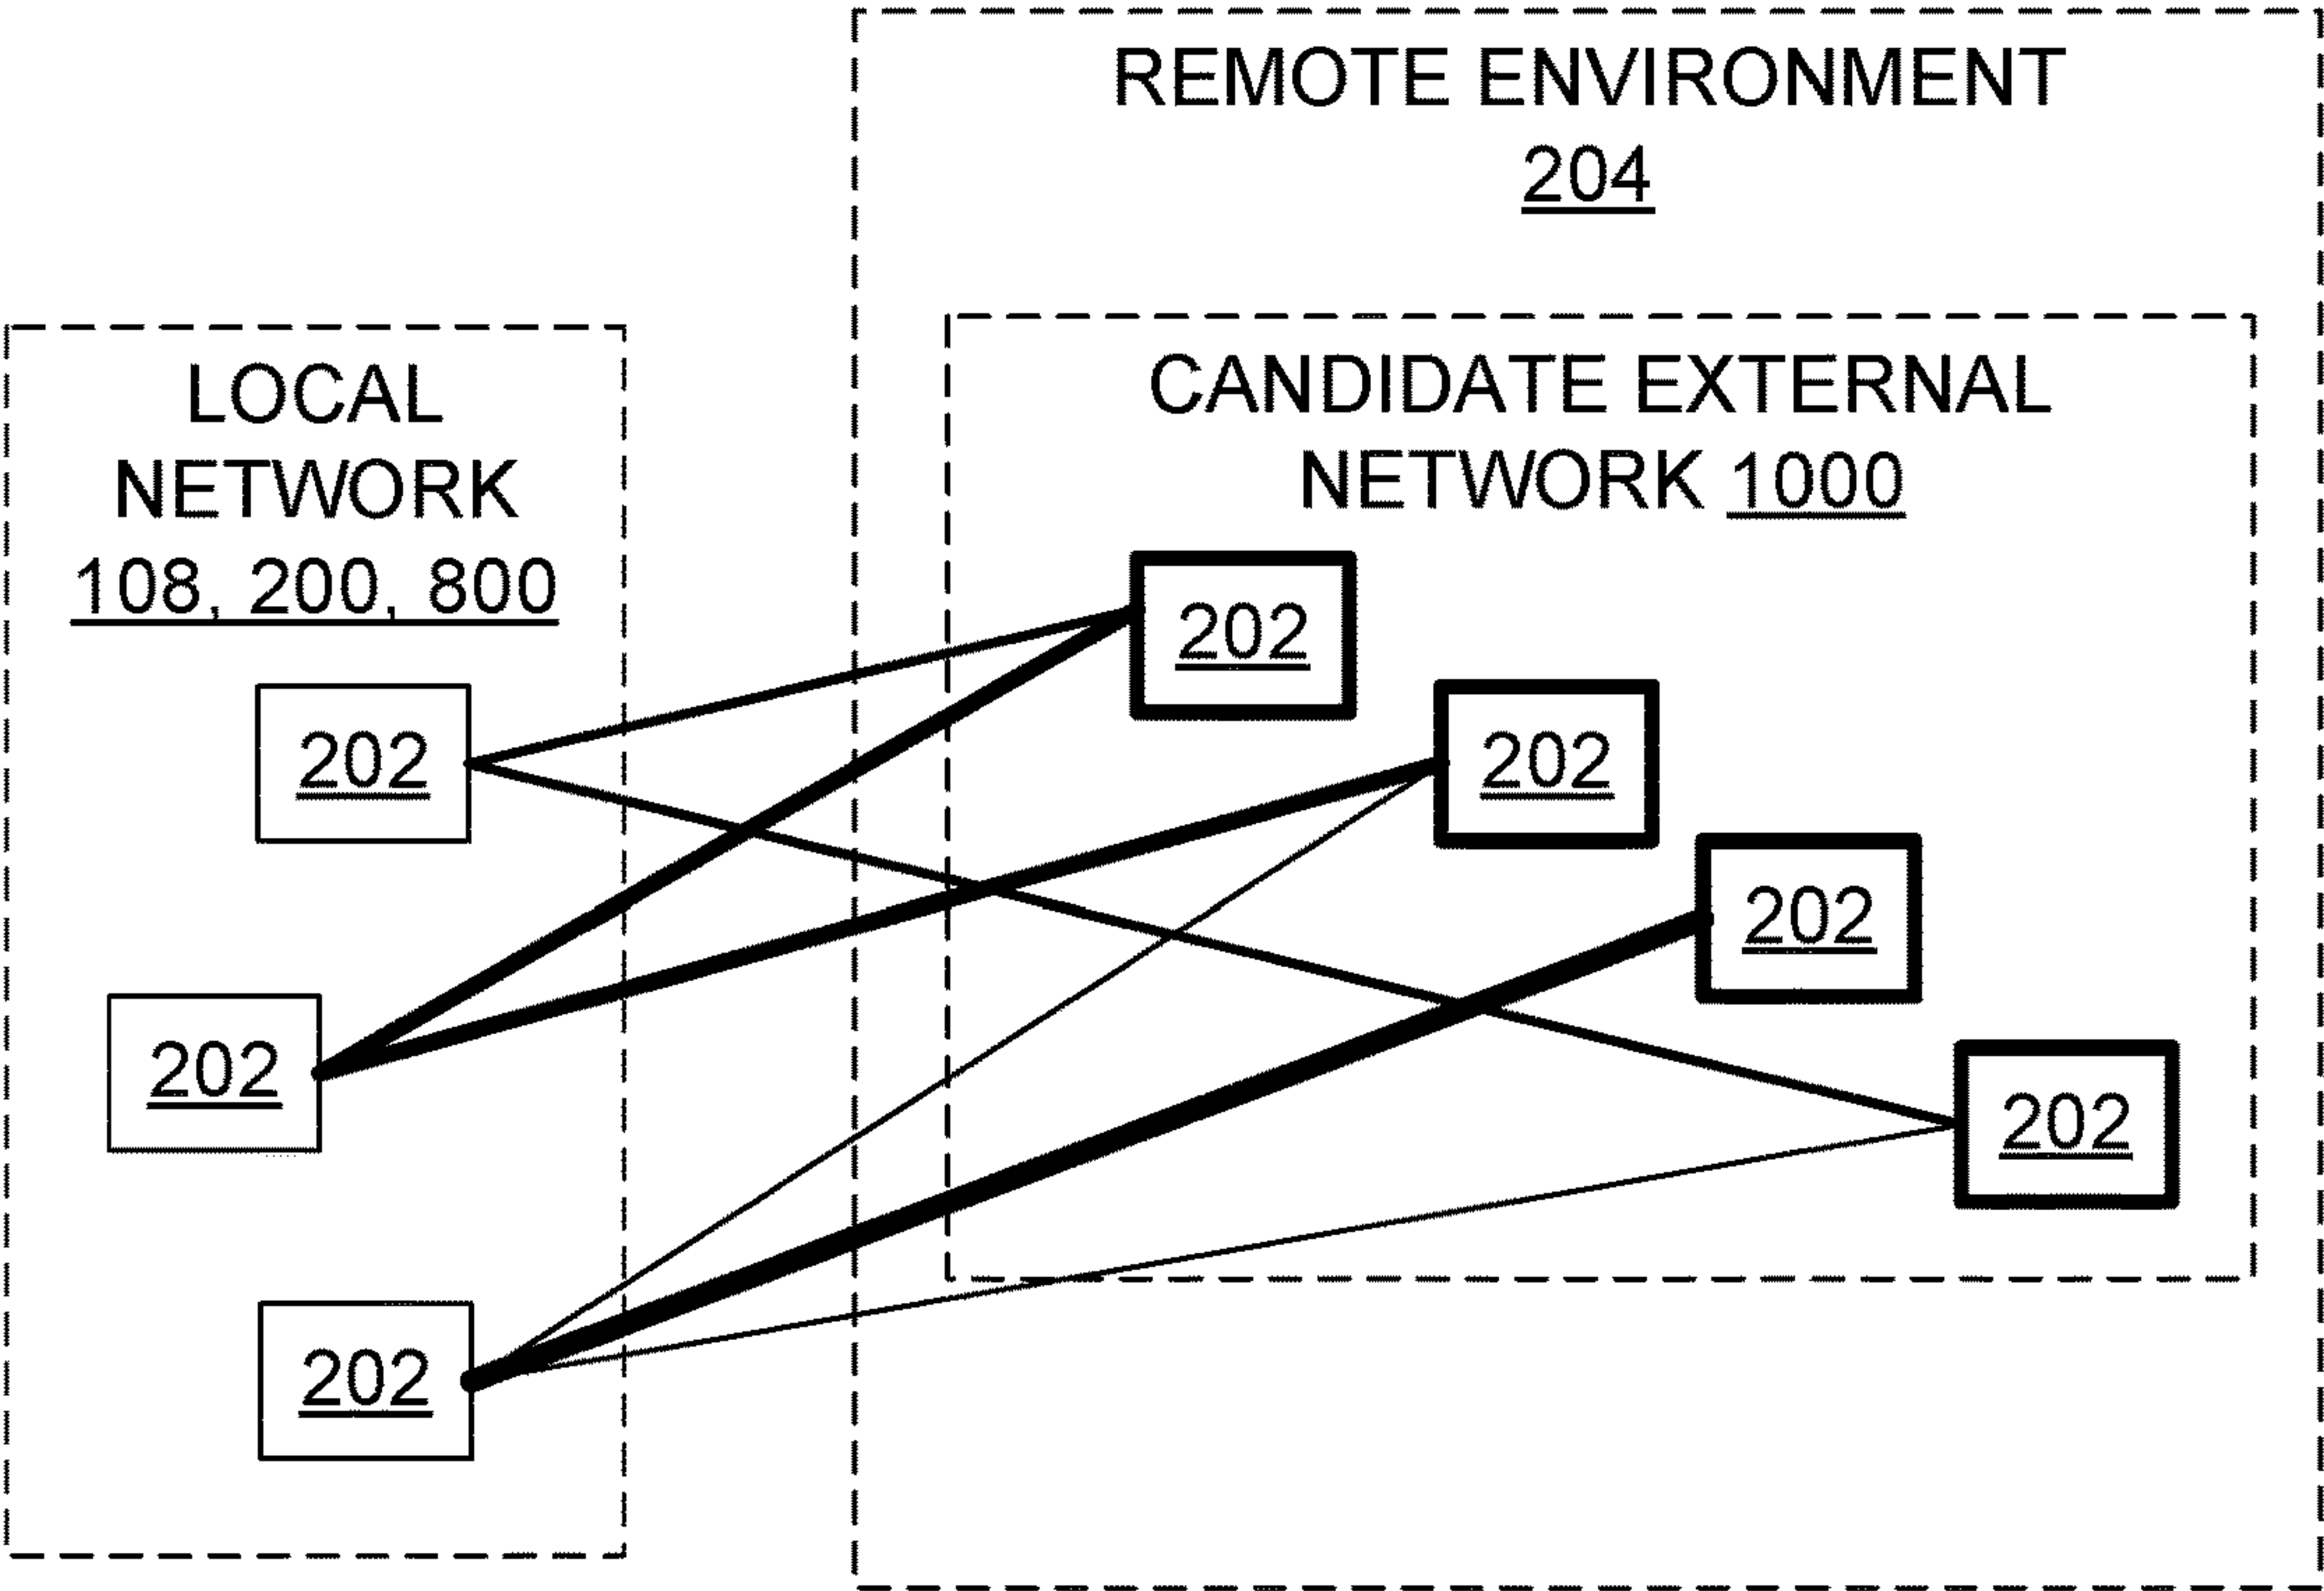 REMOTE ENVIRONMENT
204
LOCAL
NETWORK
108, 200, 800
CANDIDATE EXTERNAL
NETWORK 1000
202
202
202
202
202
202
202